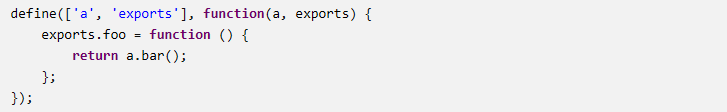 define(['a', 'exports'], function(a, exports) {
    exports.foo = function () {
        return a.bar();
    };
});